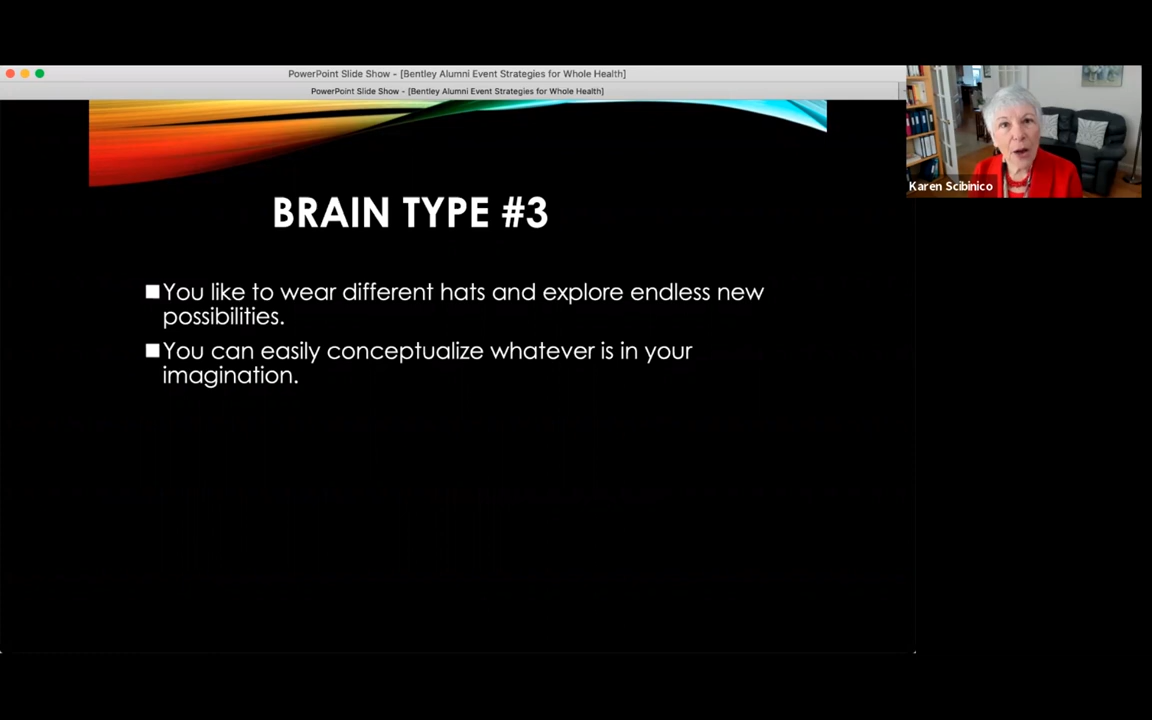 PowerPoint Slide Show - [Bentley Alumni Event Strategies for Whole Health]
PowerPoint Slide Show - [Bentley Alumni Event Strategies for Whole Health]
BRAIN TYPE #3
You like to wear different hats and explore endless new
possibilities.
You can easily conceptualize whatever is in your
imagination.
Karen Scibinico